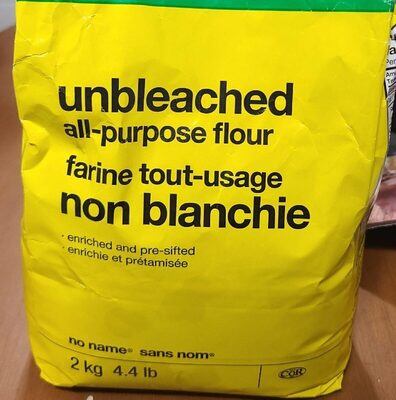 unbleached
all-purpose flour
farine tout-usage
non blanchie
· enriched and pre-sifted
· enrichie et prétamisée
no name® sans nom®
2 kg 4.4 lb
COR